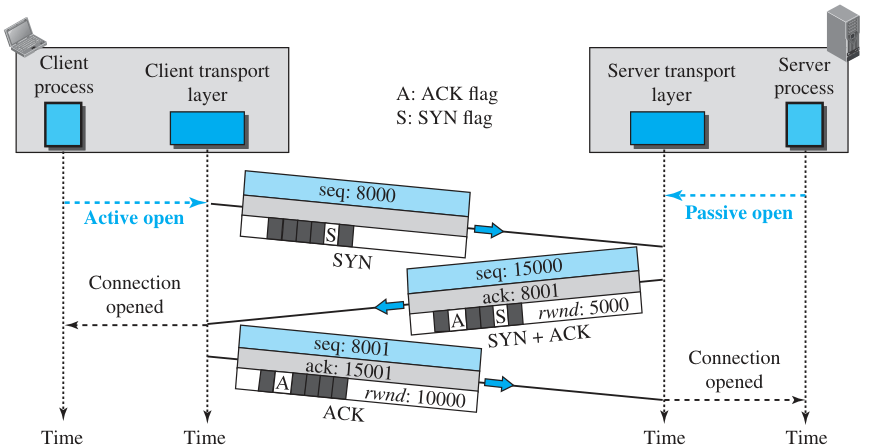 Client
process
Client transport
layer
A: ACK flag
S: SYN flag
Server transport
layer
Server
process
Active open
seq: 8000
S
SYN
Passive open
seq: 15000
ack: 8001
A S rwnd: 5000
SYN + ACK
Connection
opened
seq: 8001
ack: 15001
A rwnd: 10000
ACK
Connection
opened
Time
Time
Time
Time